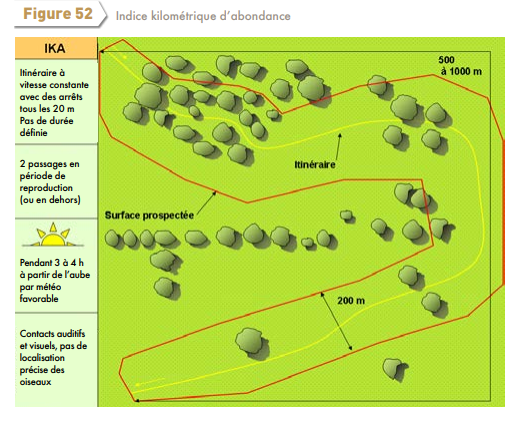 Figure 52
Indice kilométrique d'abondance
IKA
Itinéraire à
vitesse constante
avec des arrêts
tous les 20 m
Pas de durée
définie
2 passages en
période de
reproduction
(ou en dehors)
Pendant 3 à 4 h
à partir de l'aube
par météo
favorable
Contacts auditifs
et visuels, pas de
localisation
précise des
oiseaux
500
à 1000 m
Itinéraire
Surface prospectée
200 m